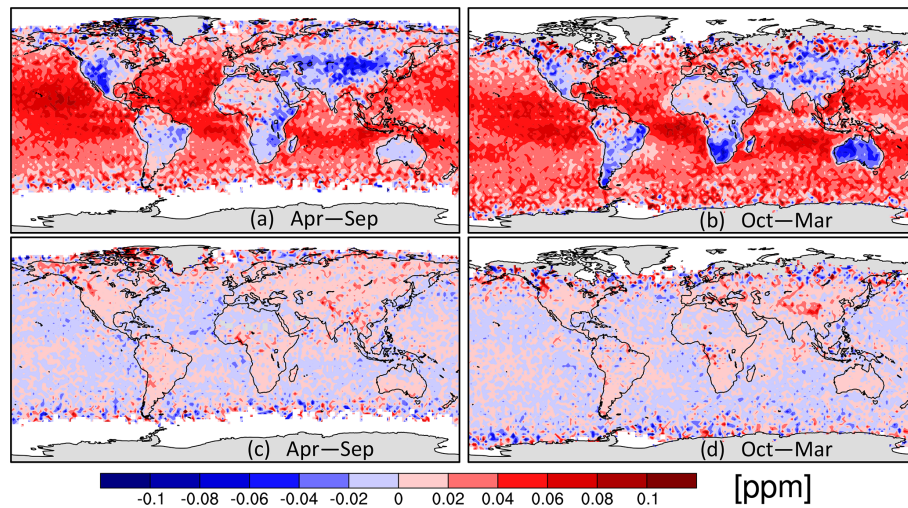 (a) Apr—Sep
(b) Oct—Mar
(c) Apr—Sep
(d) Oct—Mar
-0.1 -0.08 -0.06 -0.04 -0.02 0 0.02 0.04 0.06 0.08 0.1
[ppm]